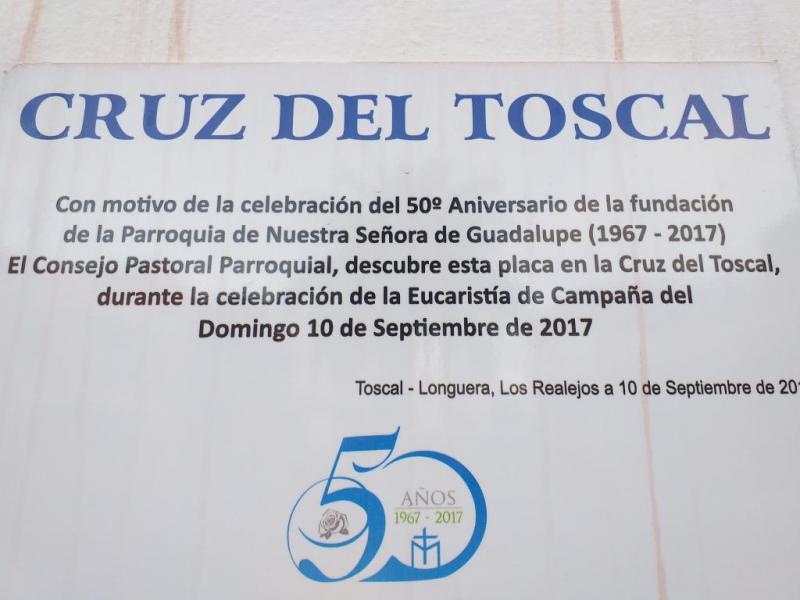 CRUZ DEL TOSCAL
Con motivo de la celebración del 50º Aniversario de la fundación
de la Parroquia de Nuestra Señora de Guadalupe (1967 - 2017)
El Consejo Pastoral Parroquial, descubre esta placa en la Cruz del Toscal,
durante la celebración de la Eucaristía de Campaña del
Domingo 10 de Septiembre de 2017
Toscal - Longuera, Los Realejos a 10 de Septiembre de
50
AÑOS
1967 - 2017